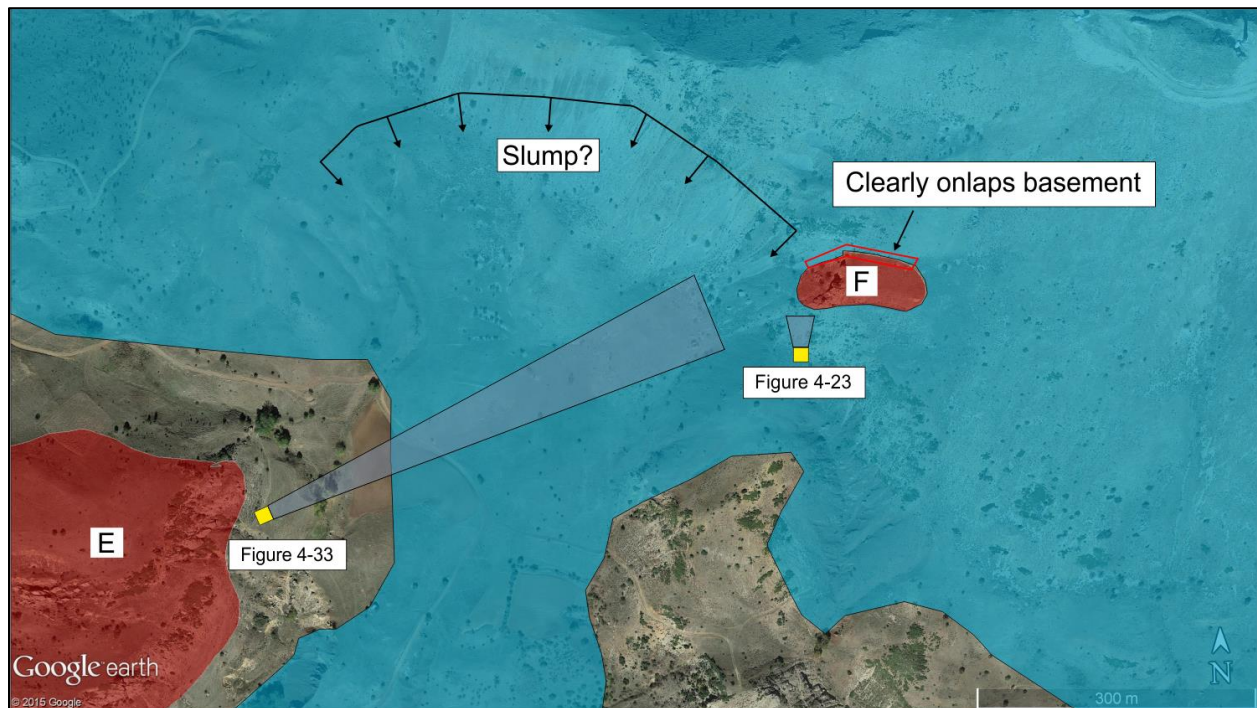 Slump?
Clearly onlaps basement
F
Figure 4-23
E
Figure 4-33
Google earth
© 2015 Google
N
300 m